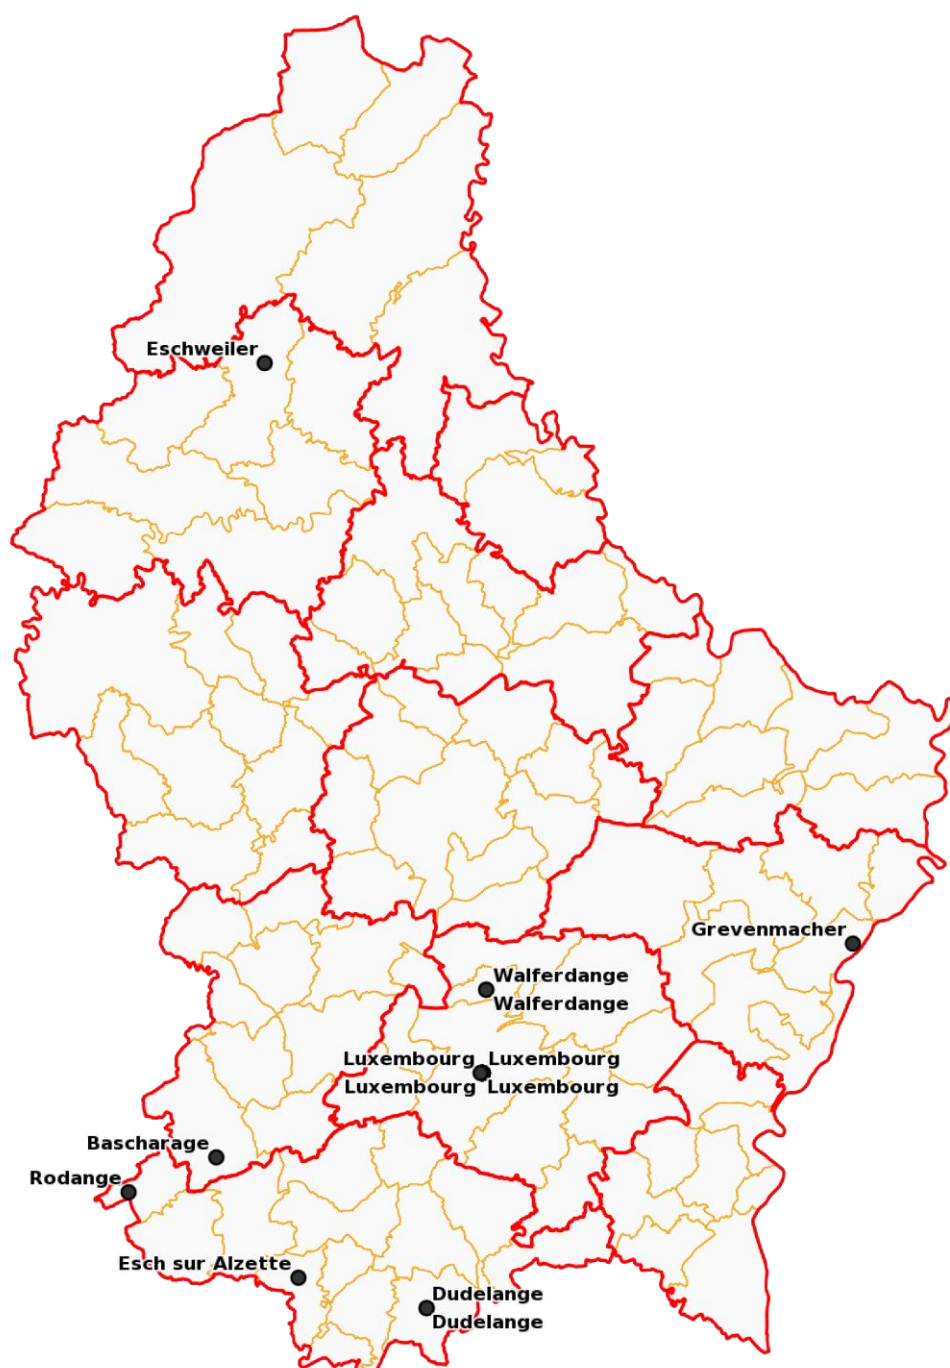 Eschweiler
Grevenmacher
Walferdange
Walferdange
Luxembourg Luxembourg
Luxembourg Luxembourg
Bascharage
Rodange
Esch sur Alzette
Dudelange
Dudelange